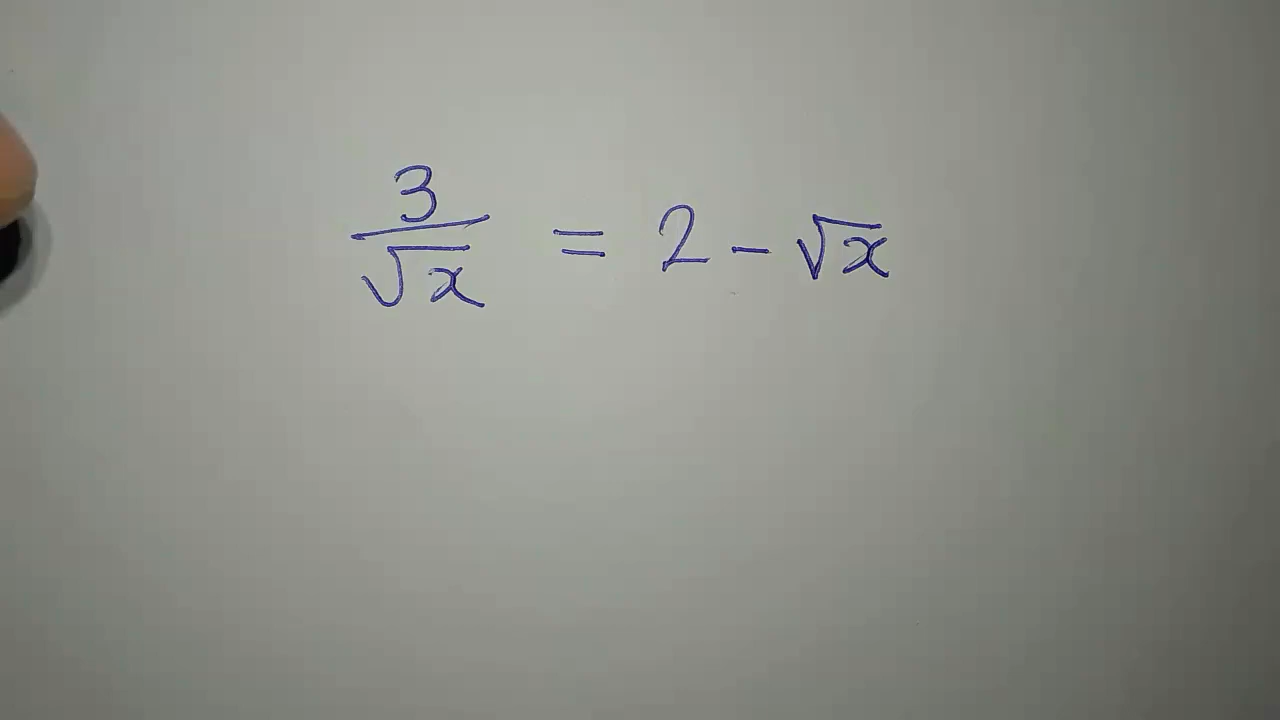 3/√x = 2 - √x